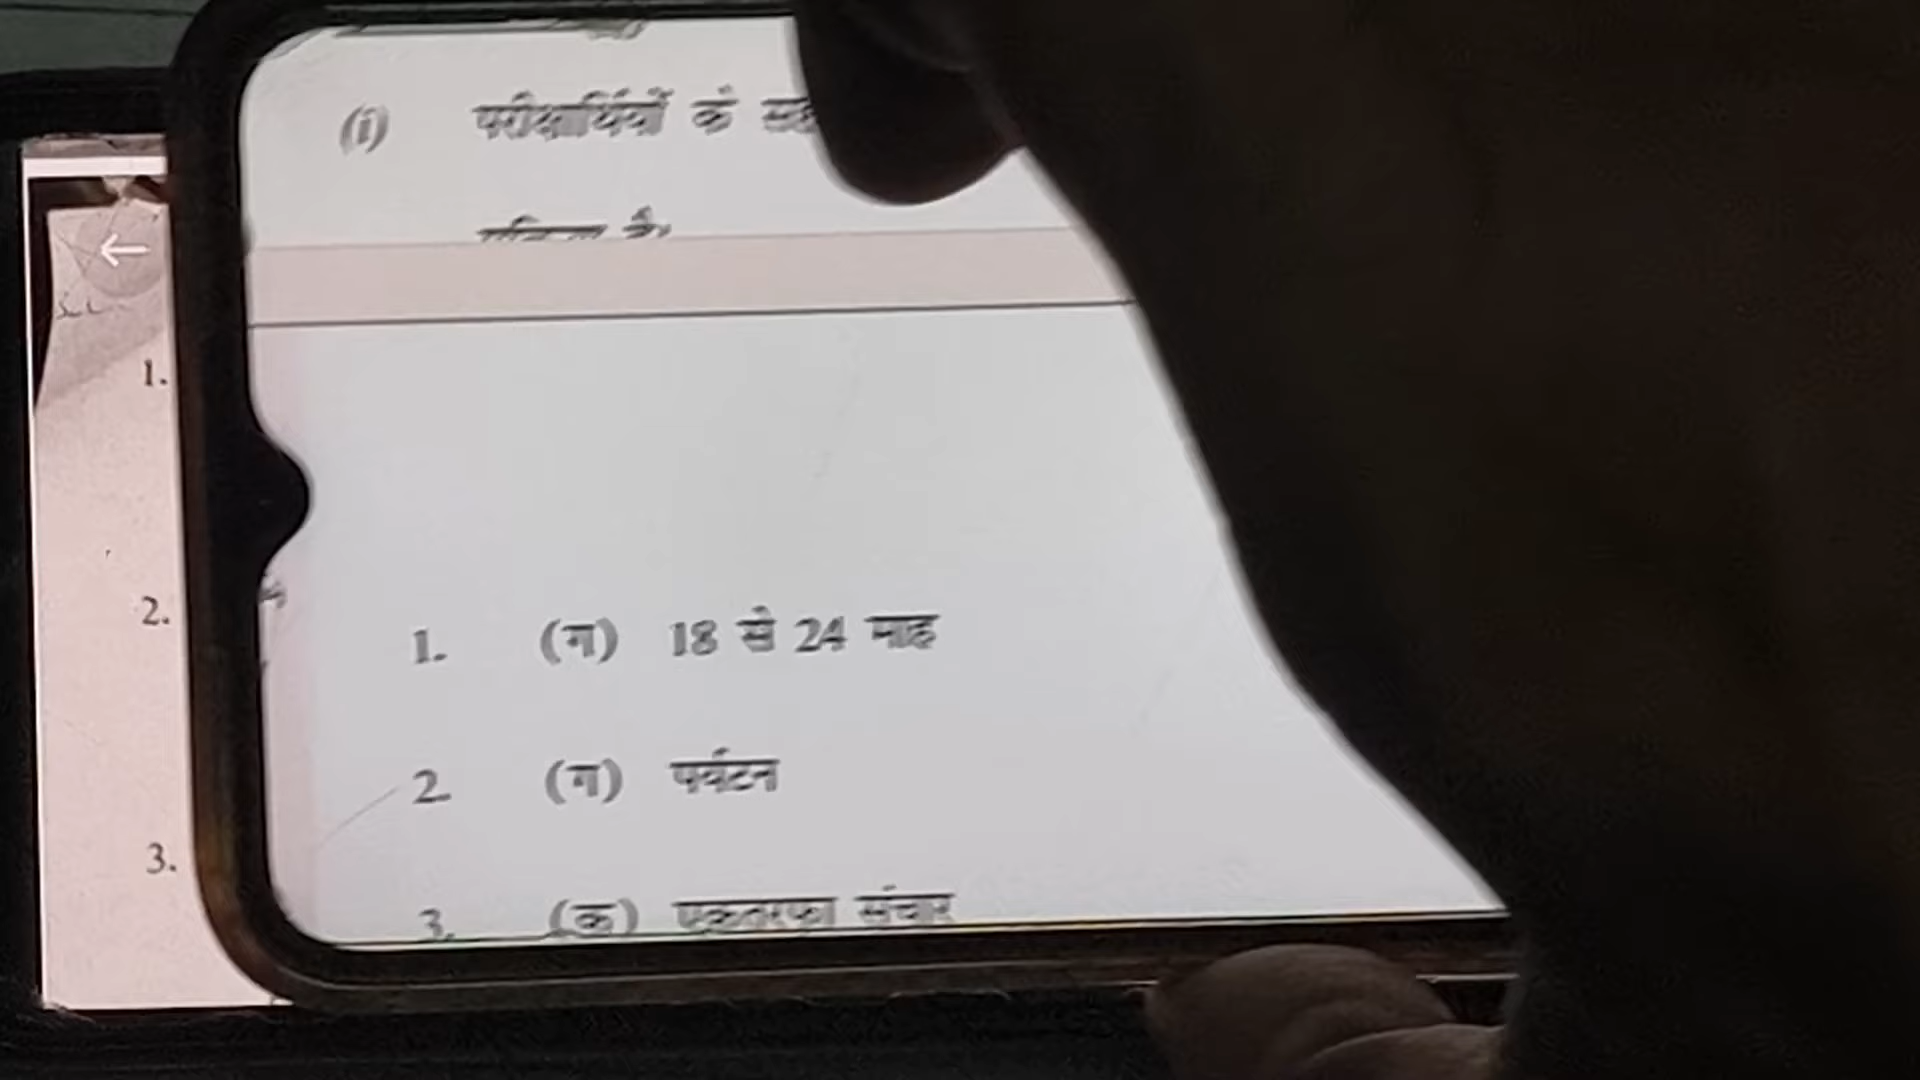 (i) परीक्षार्थियों के
1. (ग) 18 से 24 माह
2. (ग) पर्यटन
3. (क) एकतरफा संचार
1.
2.
3.